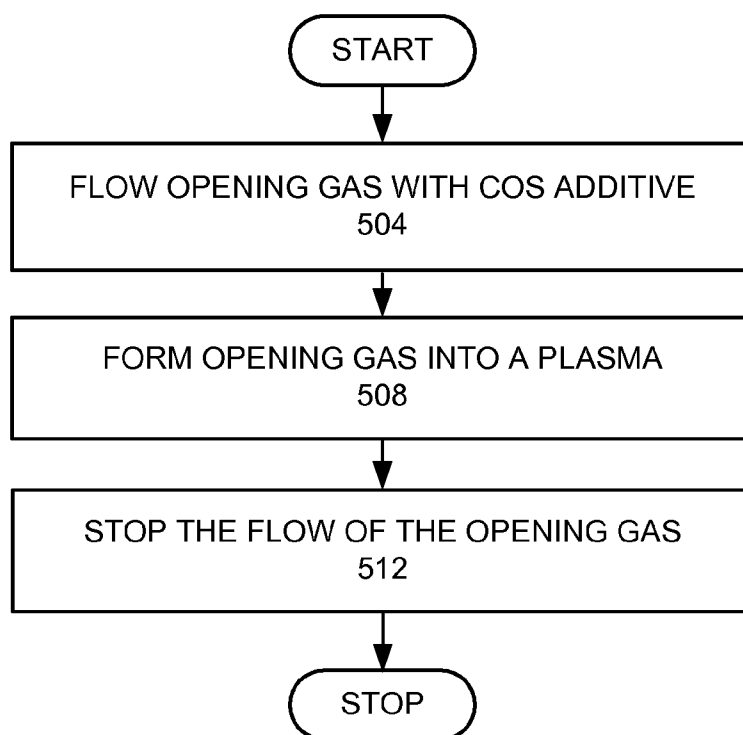 START
FLOW OPENING GAS WITH COS ADDITIVE
504
FORM OPENING GAS INTO A PLASMA
508
STOP THE FLOW OF THE OPENING GAS
512
STOP